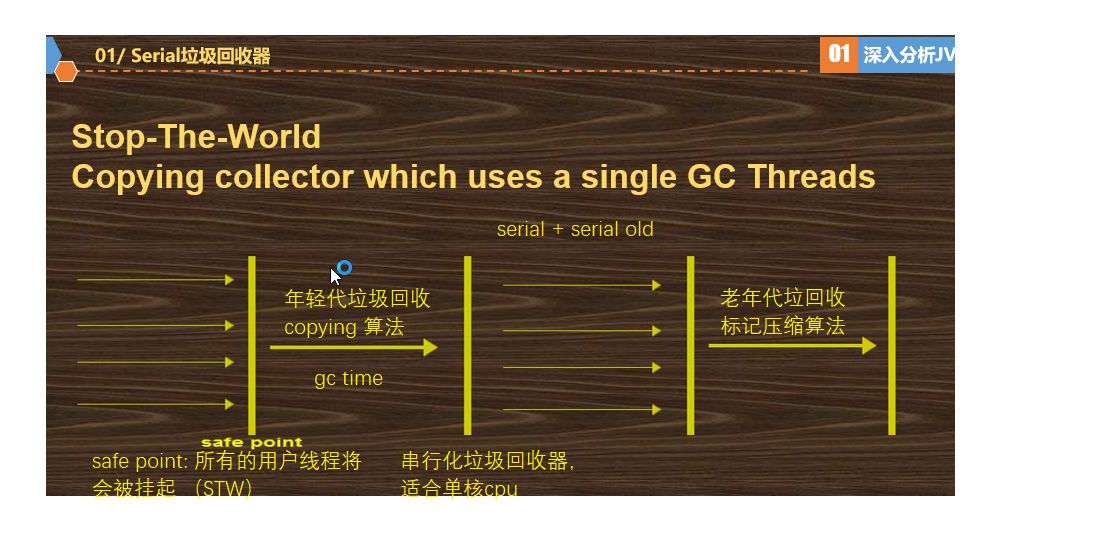 01/ Serial垃圾回收器
01 深入分析JV
Stop-The-World
Copying collector which uses a single GC Threads
serial + serial old
年轻代垃圾回收
copying 算法
gc time
老年代垃回收
标记压缩算法
safe point
safe point: 所有的用户线程将
会被挂起 （STW）
串行化垃圾回收器,
适合单核cpu